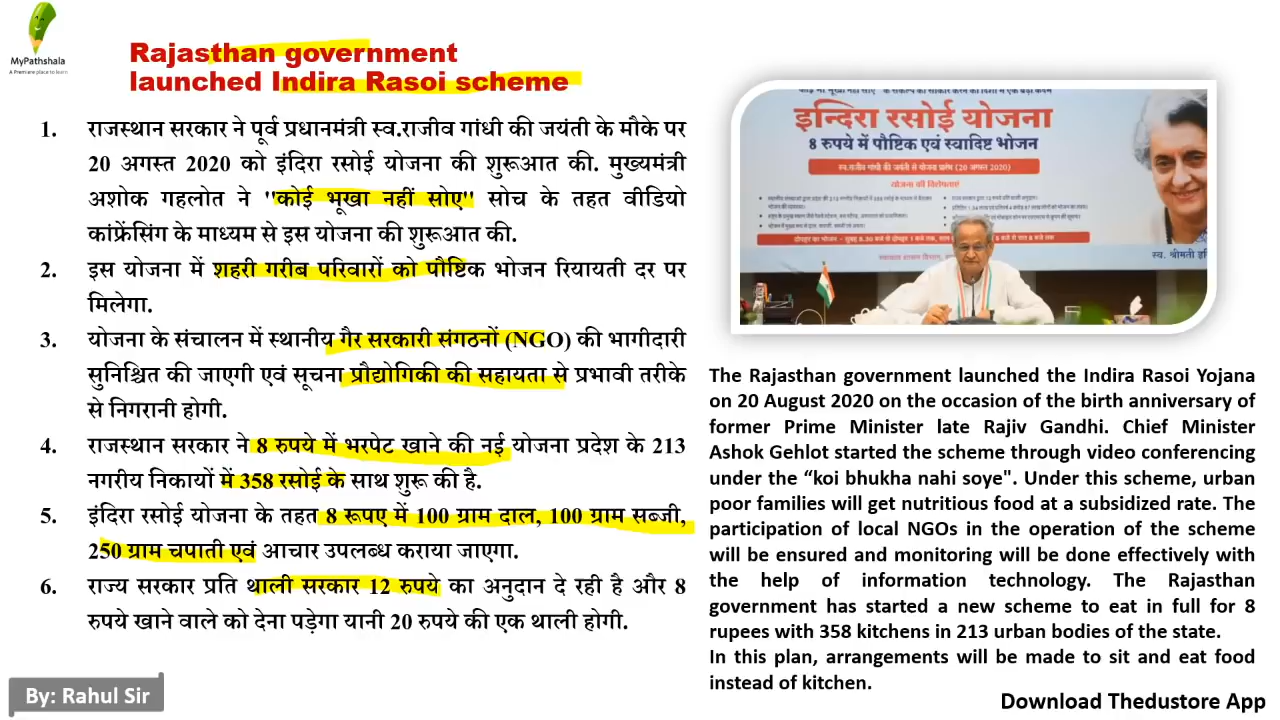 MyPathshala
A Premiere place to learn
Rajasthan government
launched Indira Rasoi scheme
1. राजस्थान सरकार ने पूर्व प्रधानमंत्री स्व.राजीव गांधी की जयंती के मौके पर
20 अगस्त 2020 को इंदिरा रसोई योजना की शुरूआत की. मुख्यमंत्री
अशोक गहलोत ने "कोई भूखा नहीं सोए" सोच के तहत वीडियो
कांफ्रेंसिंग के माध्यम से इस योजना की शुरूआत की.
2. इस योजना में शहरी गरीब परिवारों को पौष्टिक भोजन रियायती दर पर
मिलेगा.
3. योजना के संचालन में स्थानीय गैर सरकारी संगठनों (NGO) की भागीदारी
सुनिश्चित की जाएगी एवं सूचना प्रौद्योगिकी की सहायता से प्रभावी तरीके
से निगरानी होगी.
4. राजस्थान सरकार ने 8 रुपये में भरपेट खाने की नई योजना प्रदेश के 213
नगरीय निकायों में 358 रसोई के साथ शुरू की है.
5. इंदिरा रसोई योजना के तहत 8 रूपए में 100 ग्राम दाल, 100 ग्राम सब्जी,
250 ग्राम चपाती एवं आचार उपलब्ध कराया जाएगा.
6. राज्य सरकार प्रति थाली सरकार 12 रुपये का अनुदान दे रही है और 8
रुपये खाने वाले को देना पड़ेगा यानी 20 रुपये की एक थाली होगी.
इन्दिरा रसोई योजना
8 रुपये में पौष्टिक एवं स्वादिष्ट भोजन
स्व.राजीव गांधी की जयंती से योजना प्रारंभ (20 अगस्त 2020)
योजना की विशेषताएं
स्व. श्रीमती
The Rajasthan government launched the Indira Rasoi Yojana
on 20 August 2020 on the occasion of the birth anniversary of
former Prime Minister late Rajiv Gandhi. Chief Minister
Ashok Gehlot started the scheme through video conferencing
under the “koi bhukha nahi soye". Under this scheme, urban
poor families will get nutritious food at a subsidized rate. The
participation of local NGOs in the operation of the scheme
will be ensured and monitoring will be done effectively with
the help of information technology. The Rajasthan
government has started a new scheme to eat in full for 8
rupees with 358 kitchens in 213 urban bodies of the state.
In this plan, arrangements will be made to sit and eat food
instead of kitchen.
By: Rahul Sir
Download Thedustore App